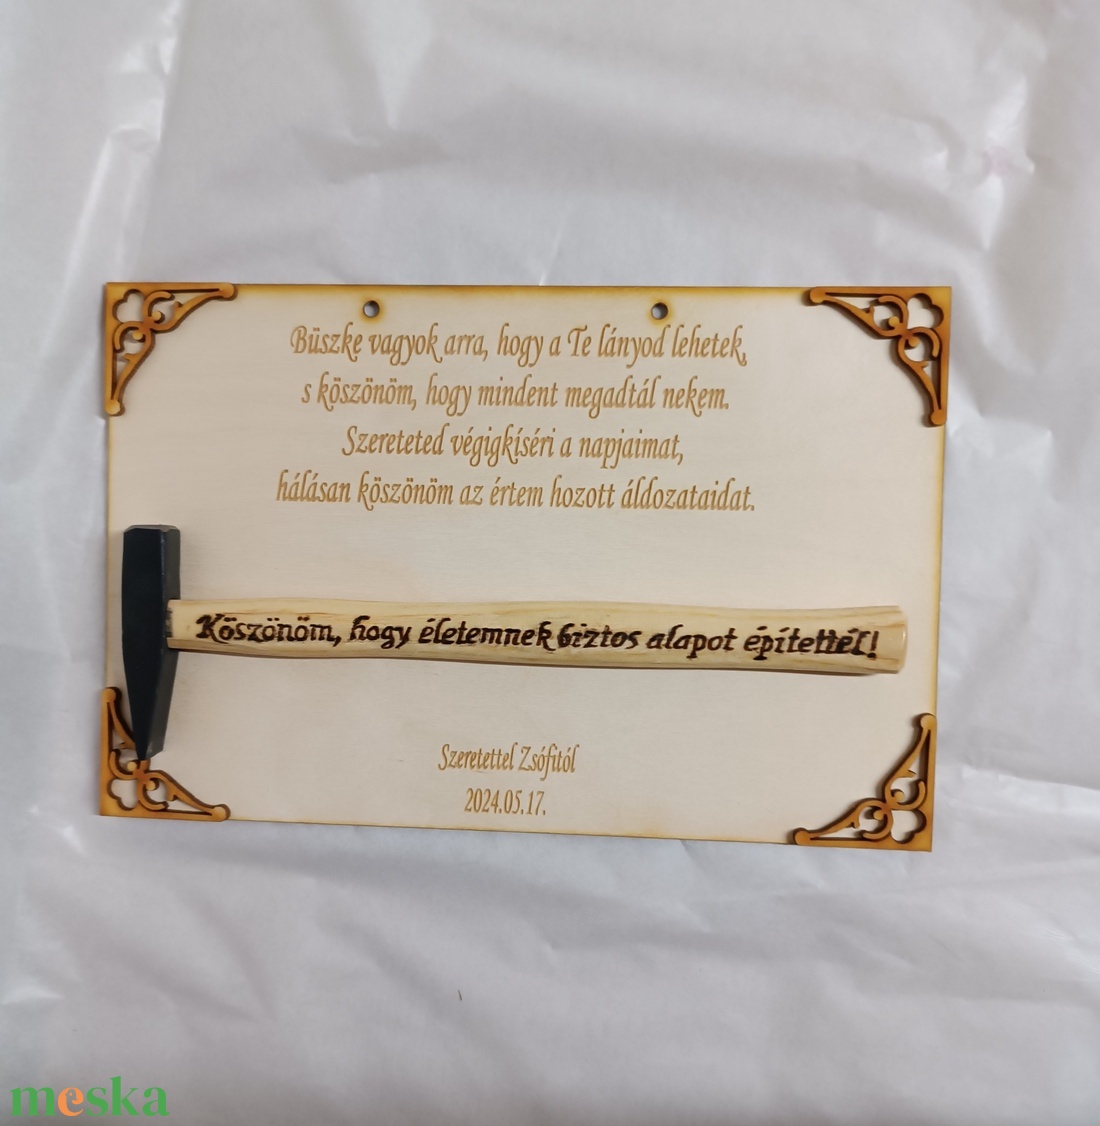 Büszke vagyok arra, hogy a Te lányod lehetek,
s köszönöm, hogy mindent megadtál nekem.
Szereteted végigkíséri a napjaimat,
hálásan köszönöm az értem hozott áldozataidat.
Köszönöm, hogy életemnek biztos alapot építettél!
Szeretettel Zsófitól
2024.05.17.
meska